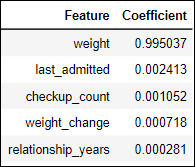 Feature Coefficient
weight 0.995037
last_admitted 0.002413
checkup_count 0.001052
weight_change 0.000718
relationship_years 0.000281